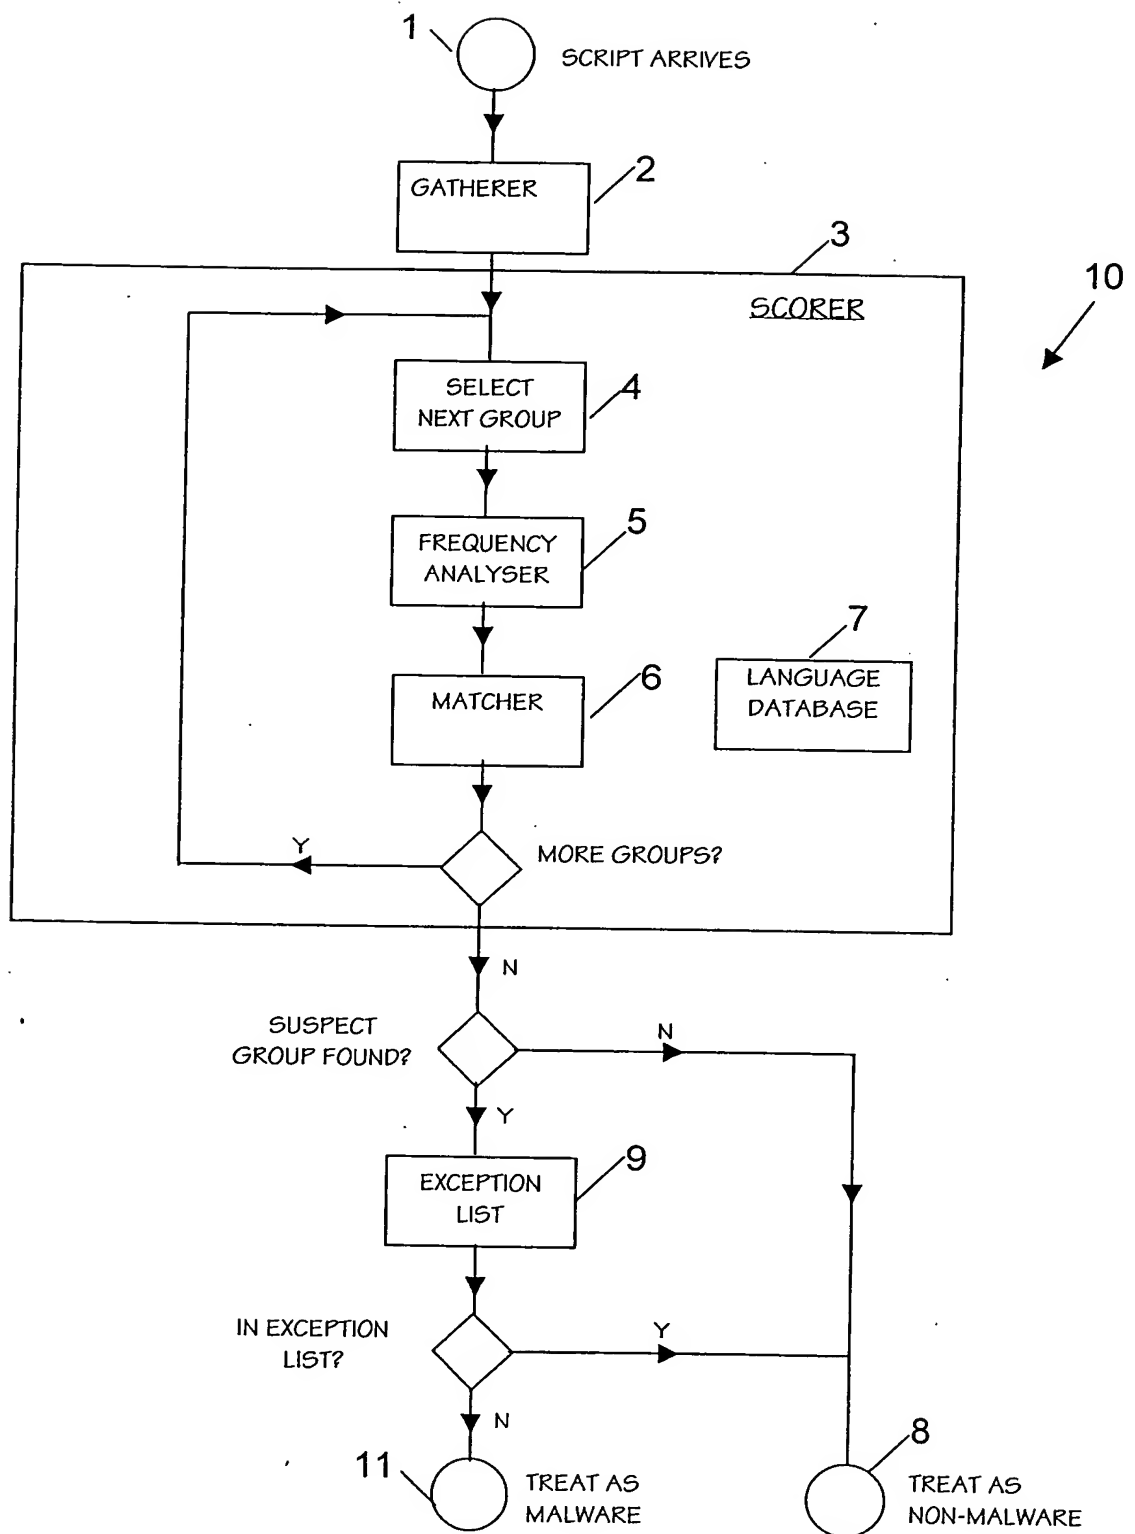 1
SCRIPT ARRIVES
GATHERER
2
3
10
SCORER
SELECT
NEXT GROUP
4
FREQUENCY
ANALYSER
5
7
MATCHER
6
LANGUAGE
DATABASE
Y
MORE GROUPS?
N
SUSPECT
GROUP FOUND?
N
Y
EXCEPTION
LIST
9
IN EXCEPTION
LIST?
Y
N
8
11
TREAT AS
MALWARE
TREAT AS
NON-MALWARE